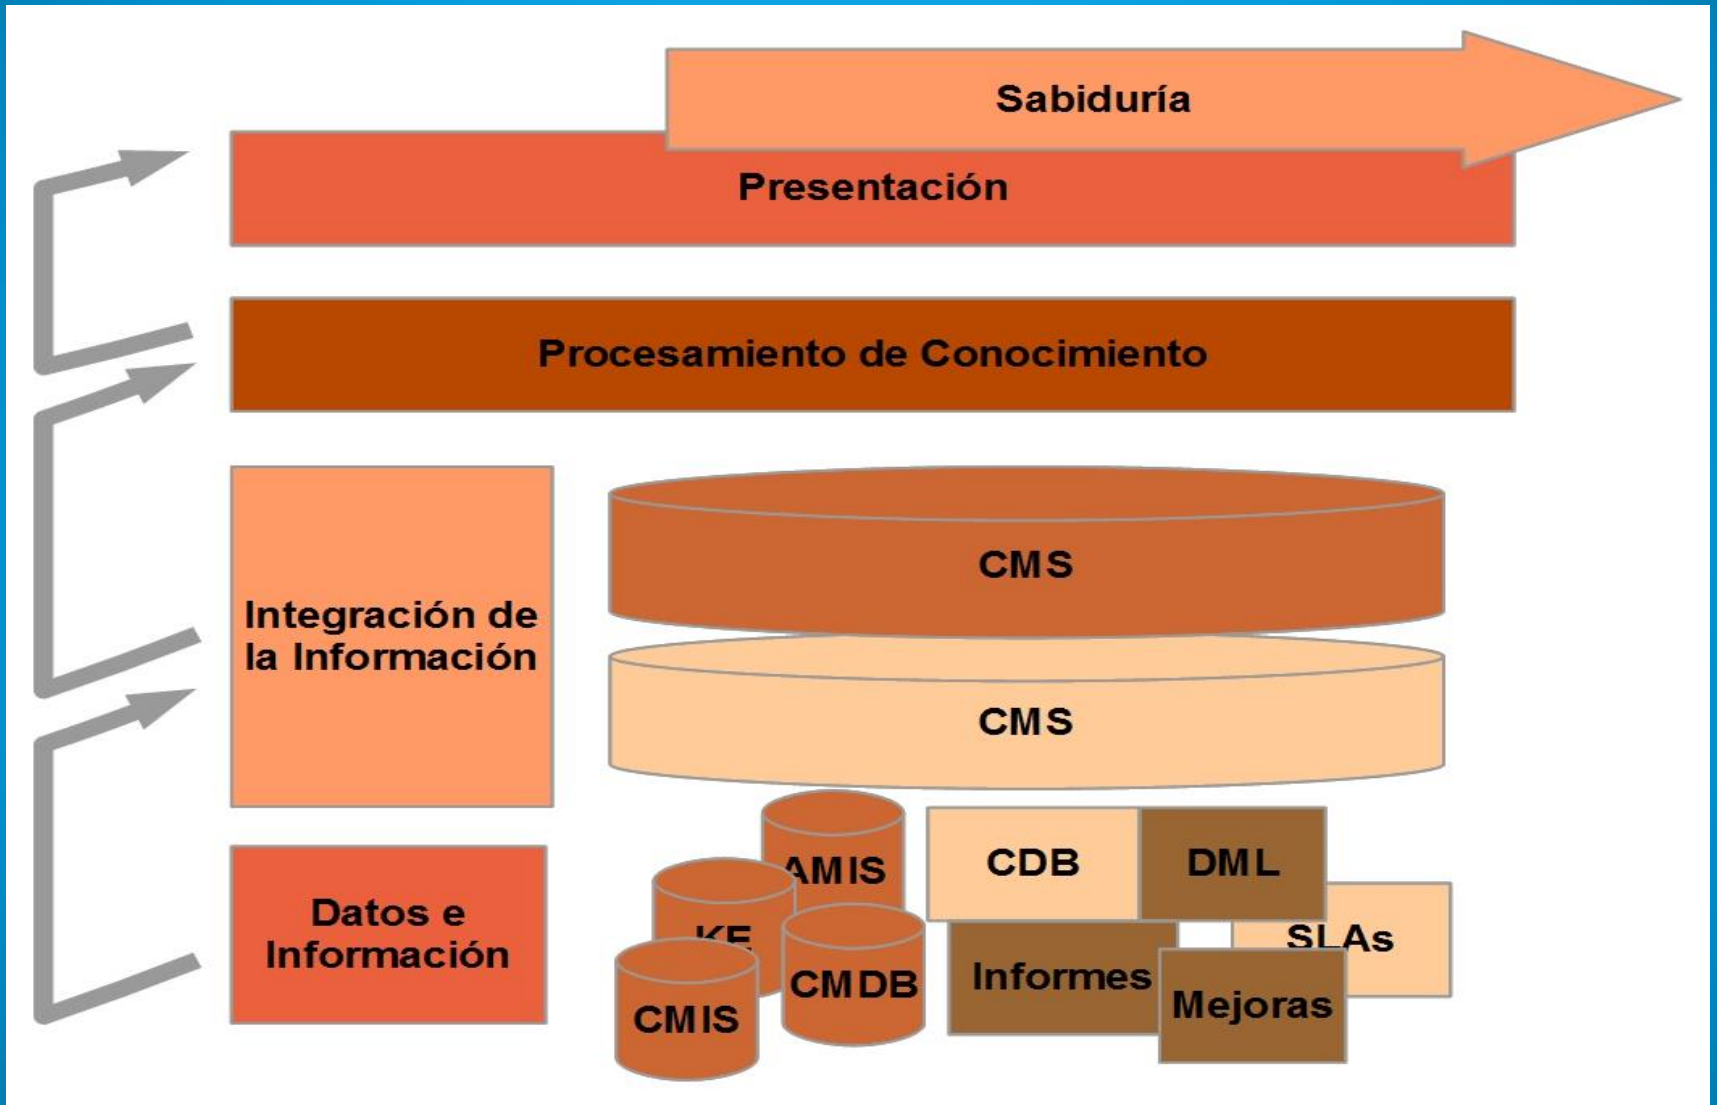 Sabiduría
Presentación
Procesamiento de Conocimiento
Integración de
la Información
CMS
CMS
Datos e
Información
AMIS
KE
CMDB
CMIS
CDB
DML
SLAs
Informes
Mejoras